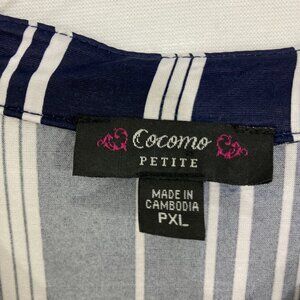 Cocomo
PETITE
MADE IN
CAMBODIA
PXL